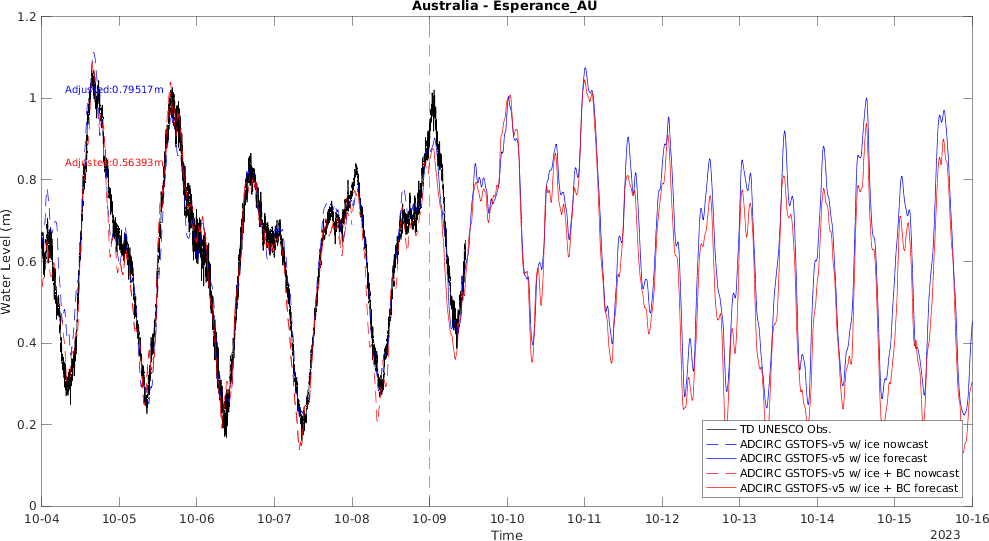 Australia - Esperance_AU
1.2
1
0.8
0.6
0.4
0.2
0
Water Level (m)
Adjusted:0.79517m
Adjusted:0.56393m
TD UNESCO Obs.
ADCIRC GSTOFS-v5 w/ ice nowcast
ADCIRC GSTOFS-v5 w/ ice forecast
ADCIRC GSTOFS-v5 w/ ice + BC nowcast
ADCIRC GSTOFS-v5 w/ ice + BC forecast
10-04 10-05 10-06 10-07 10-08 10-09 10-10 10-11 10-12 10-13 10-14 10-15 10-16
Time
2023